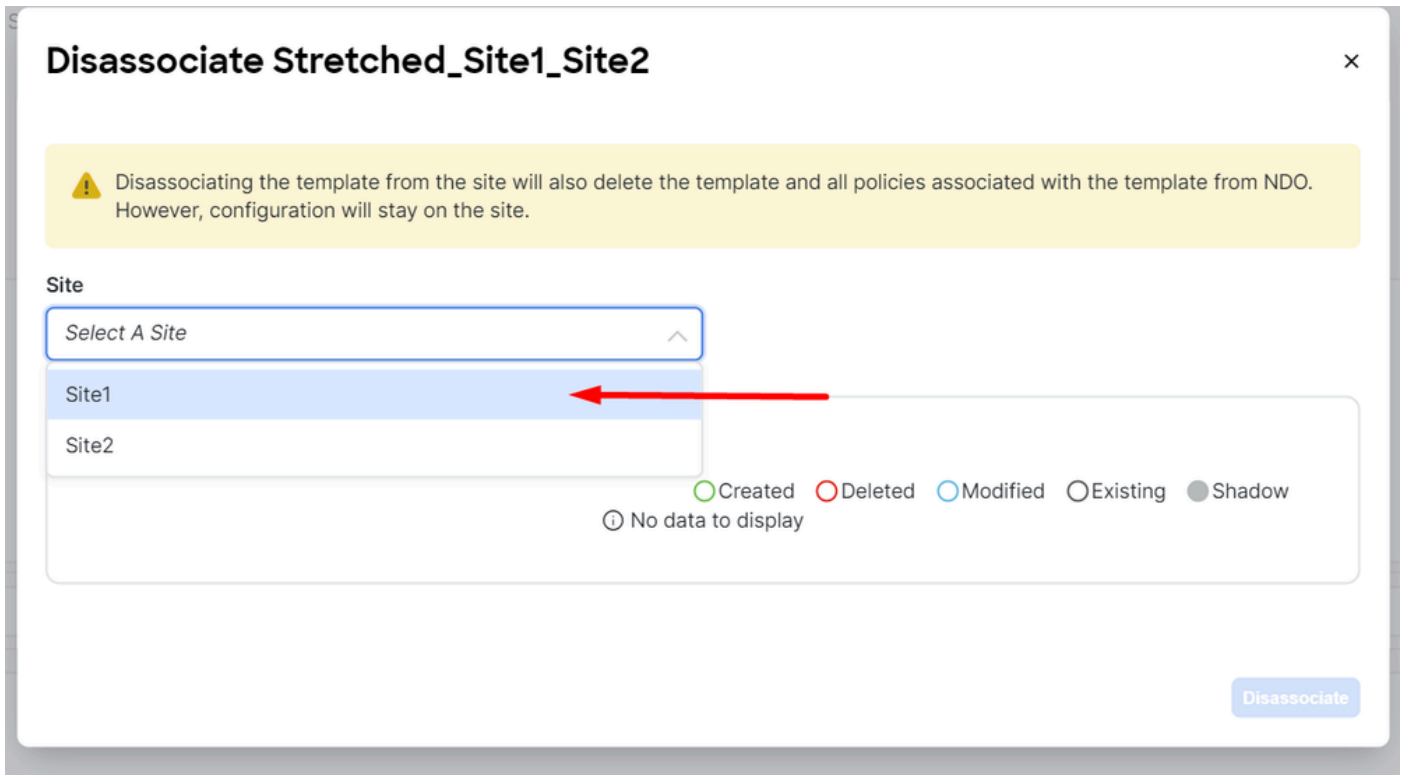 Disassociate Stretched_Site1_Site2
Disassociating the template from the site will also delete the template and all policies associated with the template from NDO.
However, configuration will stay on the site.
Site
Select A Site
Site1
Site2
Created Deleted Modified Existing Shadow
No data to display
Disassociate